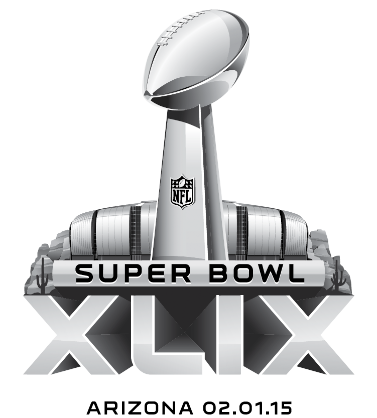 NFL
SUPER BOWL
XLIX
ARIZONA 02.01.15